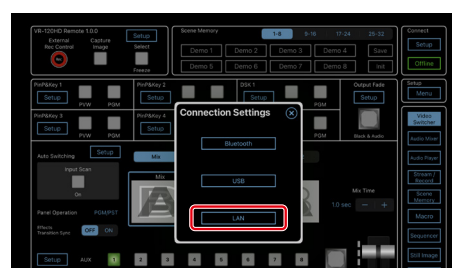 VR-120HD Remote 1.0.0
External
Rec Control
Capture
Image
Setup
Select
Freeze
Rec
Scene Memory
1-8
9-16
17-24
25-32
Demo 1
Demo 2
Demo 3
Demo 4
Save
Demo 5
Demo 6
Demo 7
Demo 8
Init
Connect
Setup
Offline
PinP&Key 1
Setup
PVW
PGM
PinP&Key 2
Setup
DSK 1
Setup
PGM
Output Fade
Setup
Black & Audio
Setup
Menu
PinP&Key 3
Setup
PVW
PGM
PinP&Key 4
Setup
PGM
Connection Settings
Bluetooth
USB
LAN
Video
Switcher
Audio Mixer
Audio Player
Stream /
Record
Scene
Memory
Macro
Sequencer
Still Image
Auto Switching
Setup
Input Scan
On
Mix
Mix
Mix Time
1.0 sec
−
+
Panel Operation
PGM/PST
Effects
Transition Sync
OFF
ON
Setup
AUX
1
2
3
4
5
6
7
8